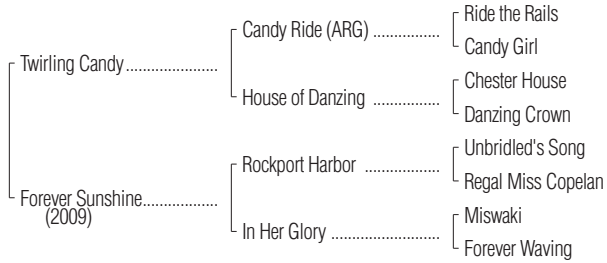 Ride the Rails
Candy Ride (ARG) ................
Candy Girl
Twirling Candy......................
Chester House
House of Danzing ................
Danzing Crown
Unbridled's Song
Rockport Harbor ..................
Regal Miss Copelan
Forever Sunshine..................
(2009)
Miswaki
In Her Glory ..........................
Forever Waving